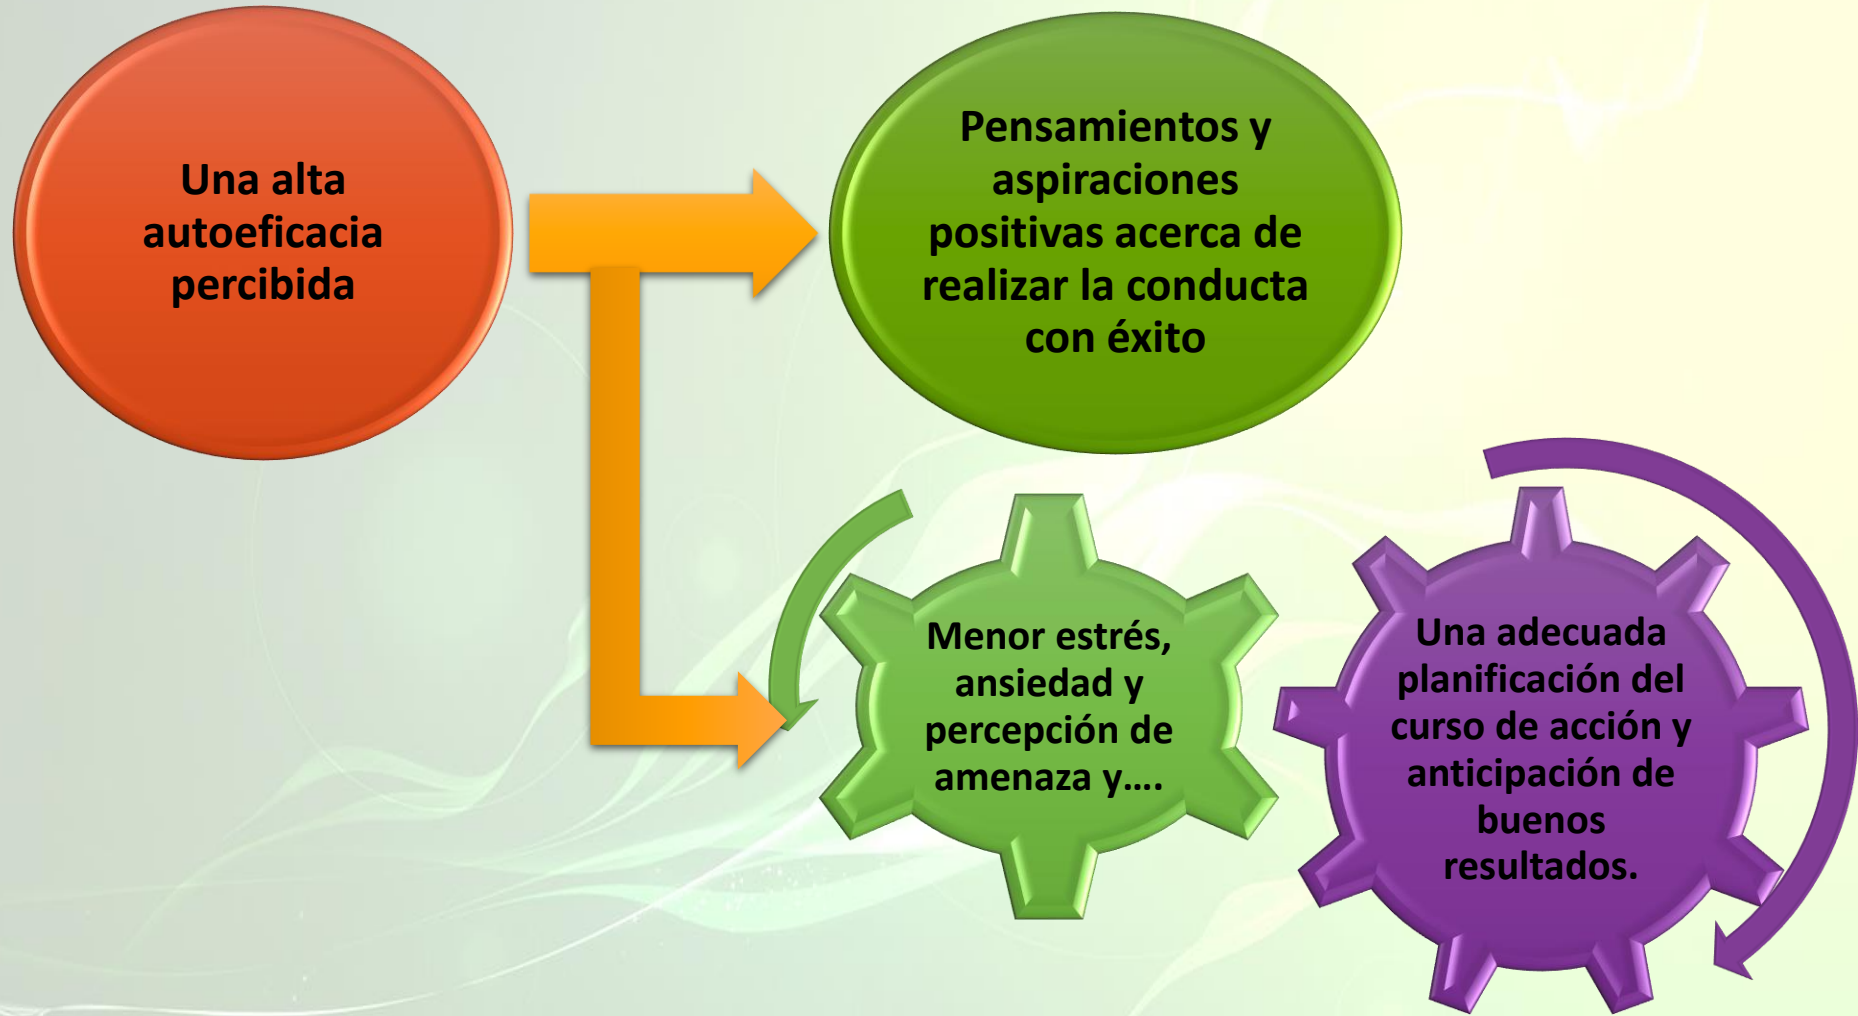 Una alta
autoeficacia
percibida
Pensamientos y
aspiraciones
positivas acerca de
realizar la conducta
con éxito
Menor estrés,
ansiedad y
percepción de
amenaza y....
Una adecuada
planificación del
curso de acción y
anticipación de
buenos
resultados.